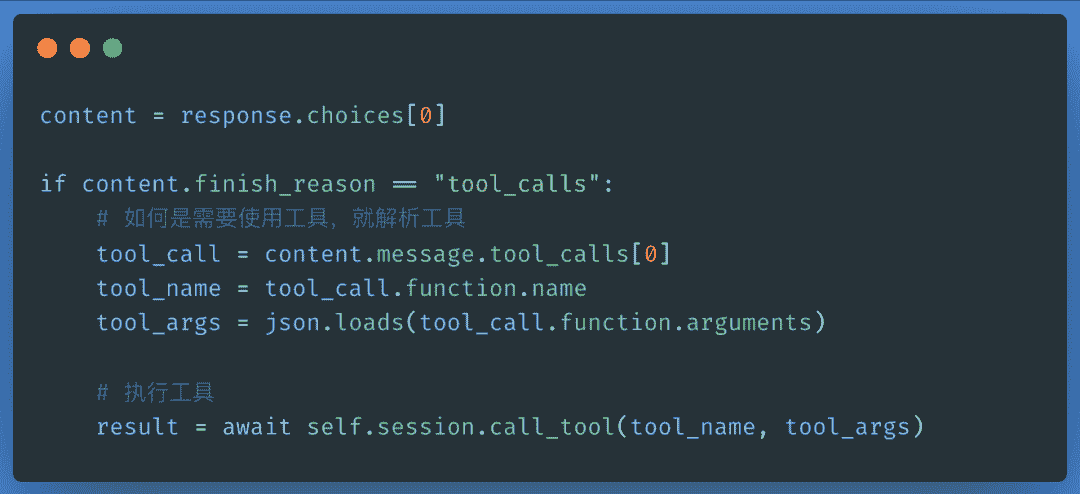 content = response.choices[0]

if content.finish_reason == "tool_calls":
    # 如何是需要使用工具，就解析工具
    tool_call = content.message.tool_calls[0]
    tool_name = tool_call.function.name
    tool_args = json.loads(tool_call.function.arguments)

    # 执行工具
    result = await self.session.call_tool(tool_name, tool_args)